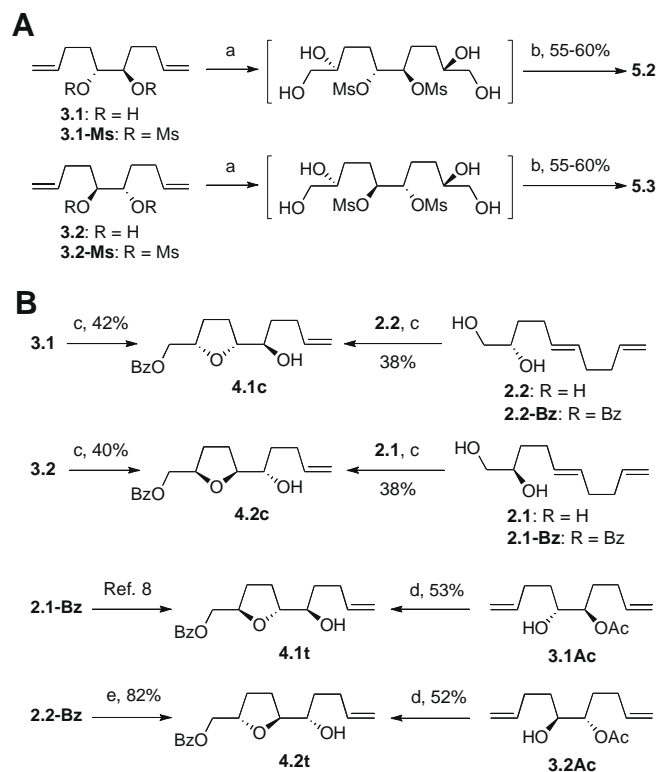 A
a
b, 55-60%
5.2
RO
OR
3.1: R = H
3.1-Ms: R = Ms
HO
OH
HO
MsO
OMs
OH
a
b, 55-60%
5.3
RO
OR
3.2: R = H
3.2-Ms: R = Ms
HO
OH
HO
MsO
OMs
OH
B
3.1
c, 42%
BzO
O
OH
4.1c
2.2, c
38%
HO
OH
2.2: R = H
2.2-Bz: R = Bz
3.2
c, 40%
BzO
O
OH
4.2c
2.1, c
38%
HO
OH
2.1: R = H
2.1-Bz: R = Bz
2.1-Bz
Ref. 8
BzO
O
OH
4.1t
d, 53%
HO
OAc
3.1Ac
2.2-Bz
e, 82%
BzO
O
OH
4.2t
d, 52%
HO
OAc
3.2Ac